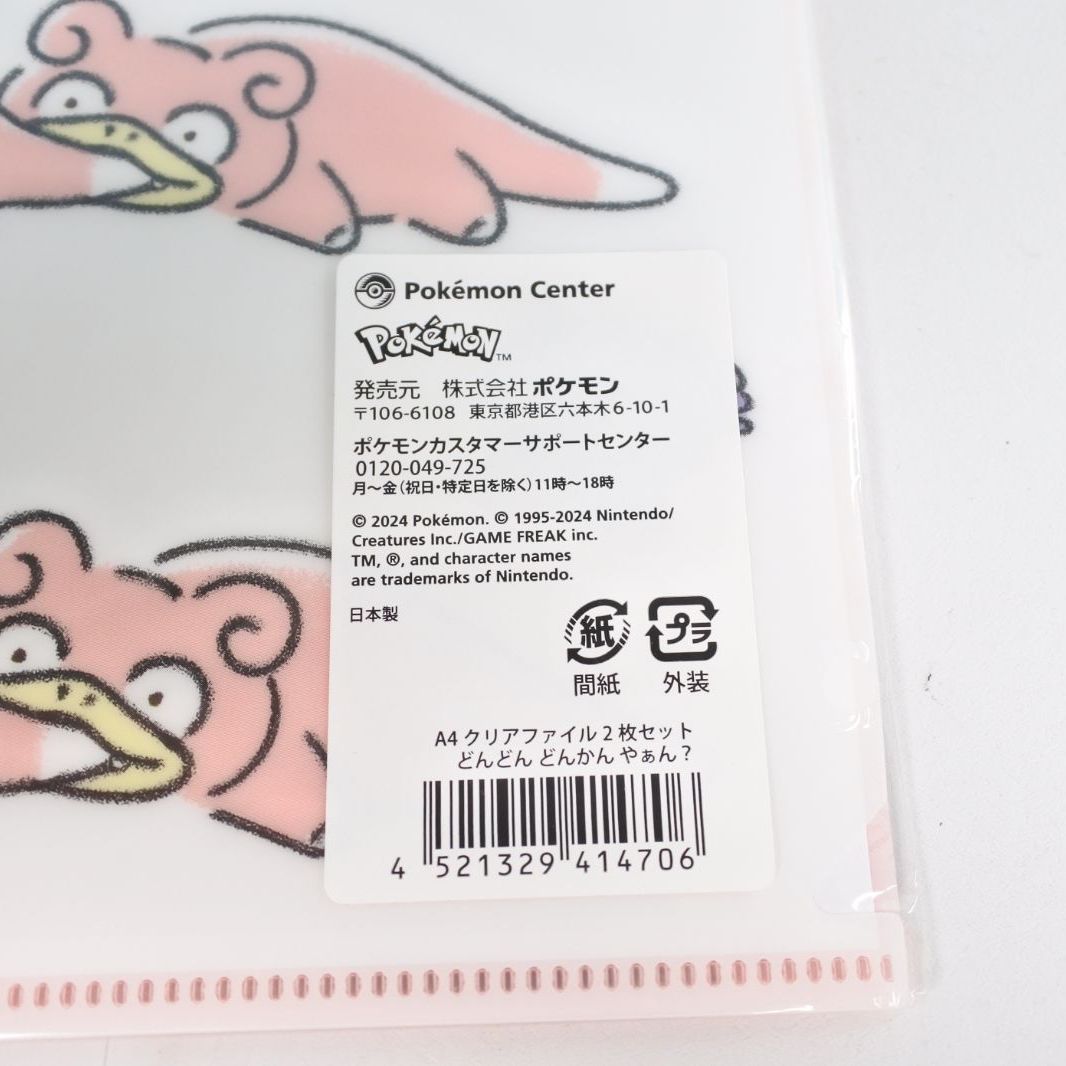 Pokémon Center
POKéMON™
発売元 株式会社ポケモン
〒106-6108 東京都港区六本木6-10-1
ポケモンカスタマーサポートセンター
0120-049-725
月～金(祝日・特定日を除く)11時～18時
© 2024 Pokémon. © 1995-2024 Nintendo/
Creatures Inc./GAME FREAK inc.
TM, ®, and character names
are trademarks of Nintendo.
日本製
紙 プラ
間紙 外装
A4クリアファイル2枚セット
どんどん どんかん やぁん?
4 521329 414706